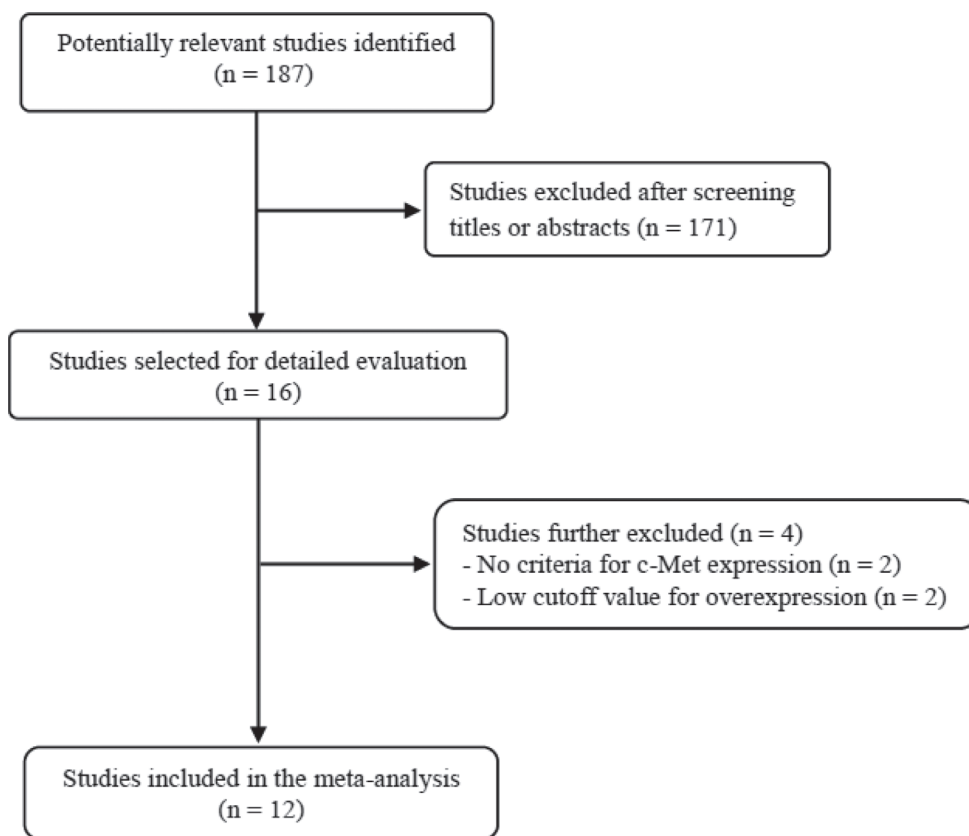 Potentially relevant studies identified
(n = 187)
Studies excluded after screening
titles or abstracts (n = 171)
Studies selected for detailed evaluation
(n = 16)
Studies further excluded (n = 4)
- No criteria for c-Met expression (n = 2)
- Low cutoff value for overexpression (n = 2)
Studies included in the meta-analysis
(n = 12)